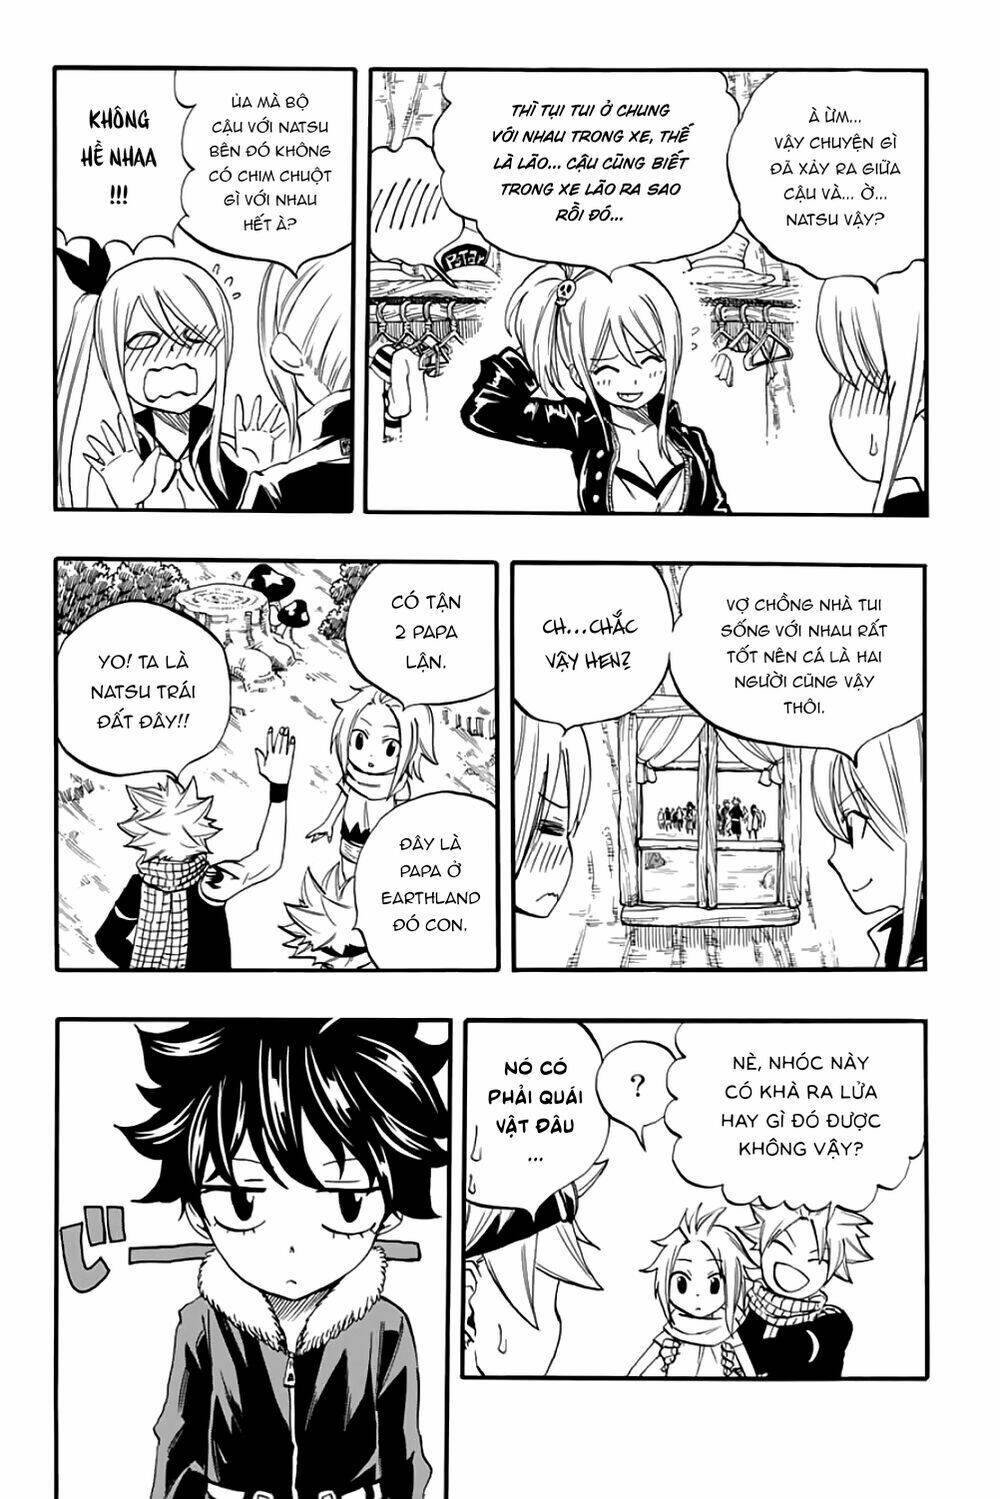 À ỪM...
VẬY CHUYỆN GÌ
ĐÃ XẢY RA GIỮA
CẬU VÀ... Ờ...
NATSU VẬY?
THÌ TỤI TUI Ở CHUNG
VỚI NHAU TRONG XE, THẾ
LÀ LÃO... CẬU CŨNG BIẾT
TRONG XE LÃO RA SAO
RỒI ĐÓ...
ỦA MÀ BỘ
CẬU VỚI NATSU
BÊN ĐÓ KHÔNG
CÓ CHIM CHUỘT
GÌ VỚI NHAU
HẾT À?
KHÔNG
HỀ NHAA
!!!
VỢ CHỒNG NHÀ TUI
SỐNG VỚI NHAU RẤT
TỐT NÊN CÁ LÀ HAI
NGƯỜI CŨNG VẬY
THÔI.
CH...CHẮC
VẬY HEN?
CÓ TẬN
2 PAPA
LẬN.
YO! TA LÀ
NATSU TRÁI
ĐẤT ĐÂY!!
ĐÂY LÀ
PAPA Ở
EARTHLAND
ĐÓ CON.
NÈ, NHÓC NÀY
CÓ KHÀ RA LỬA
HAY GÌ ĐÓ ĐƯỢC
KHÔNG VẬY?
?
NÓ CÓ
PHẢI QUÁI
VẬT ĐÂU
...
じー